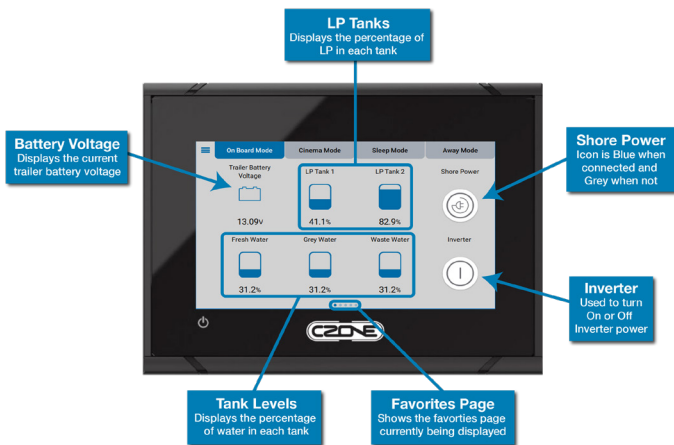 LP Tanks
Displays the percentage of
LP in each tank
Battery Voltage
Displays the current
trailer battery voltage
Shore Power
Icon is Blue when
connected and
Grey when not
On Board Mode
Cinema Mode
Sleep Mode
Away Mode
Trailer Battery
Voltage
LP Tank 1
LP Tank 2
Shore Power
13.09V
41.1%
82.9%
Fresh Water
Grey Water
Waste Water
Inverter
31.2%
31.2%
31.2%
CZONE
Inverter
Used to turn
On or Off
Inverter power
Tank Levels
Displays the percentage
of water in each tank
Favorites Page
Shows the favorties page
currently being displayed